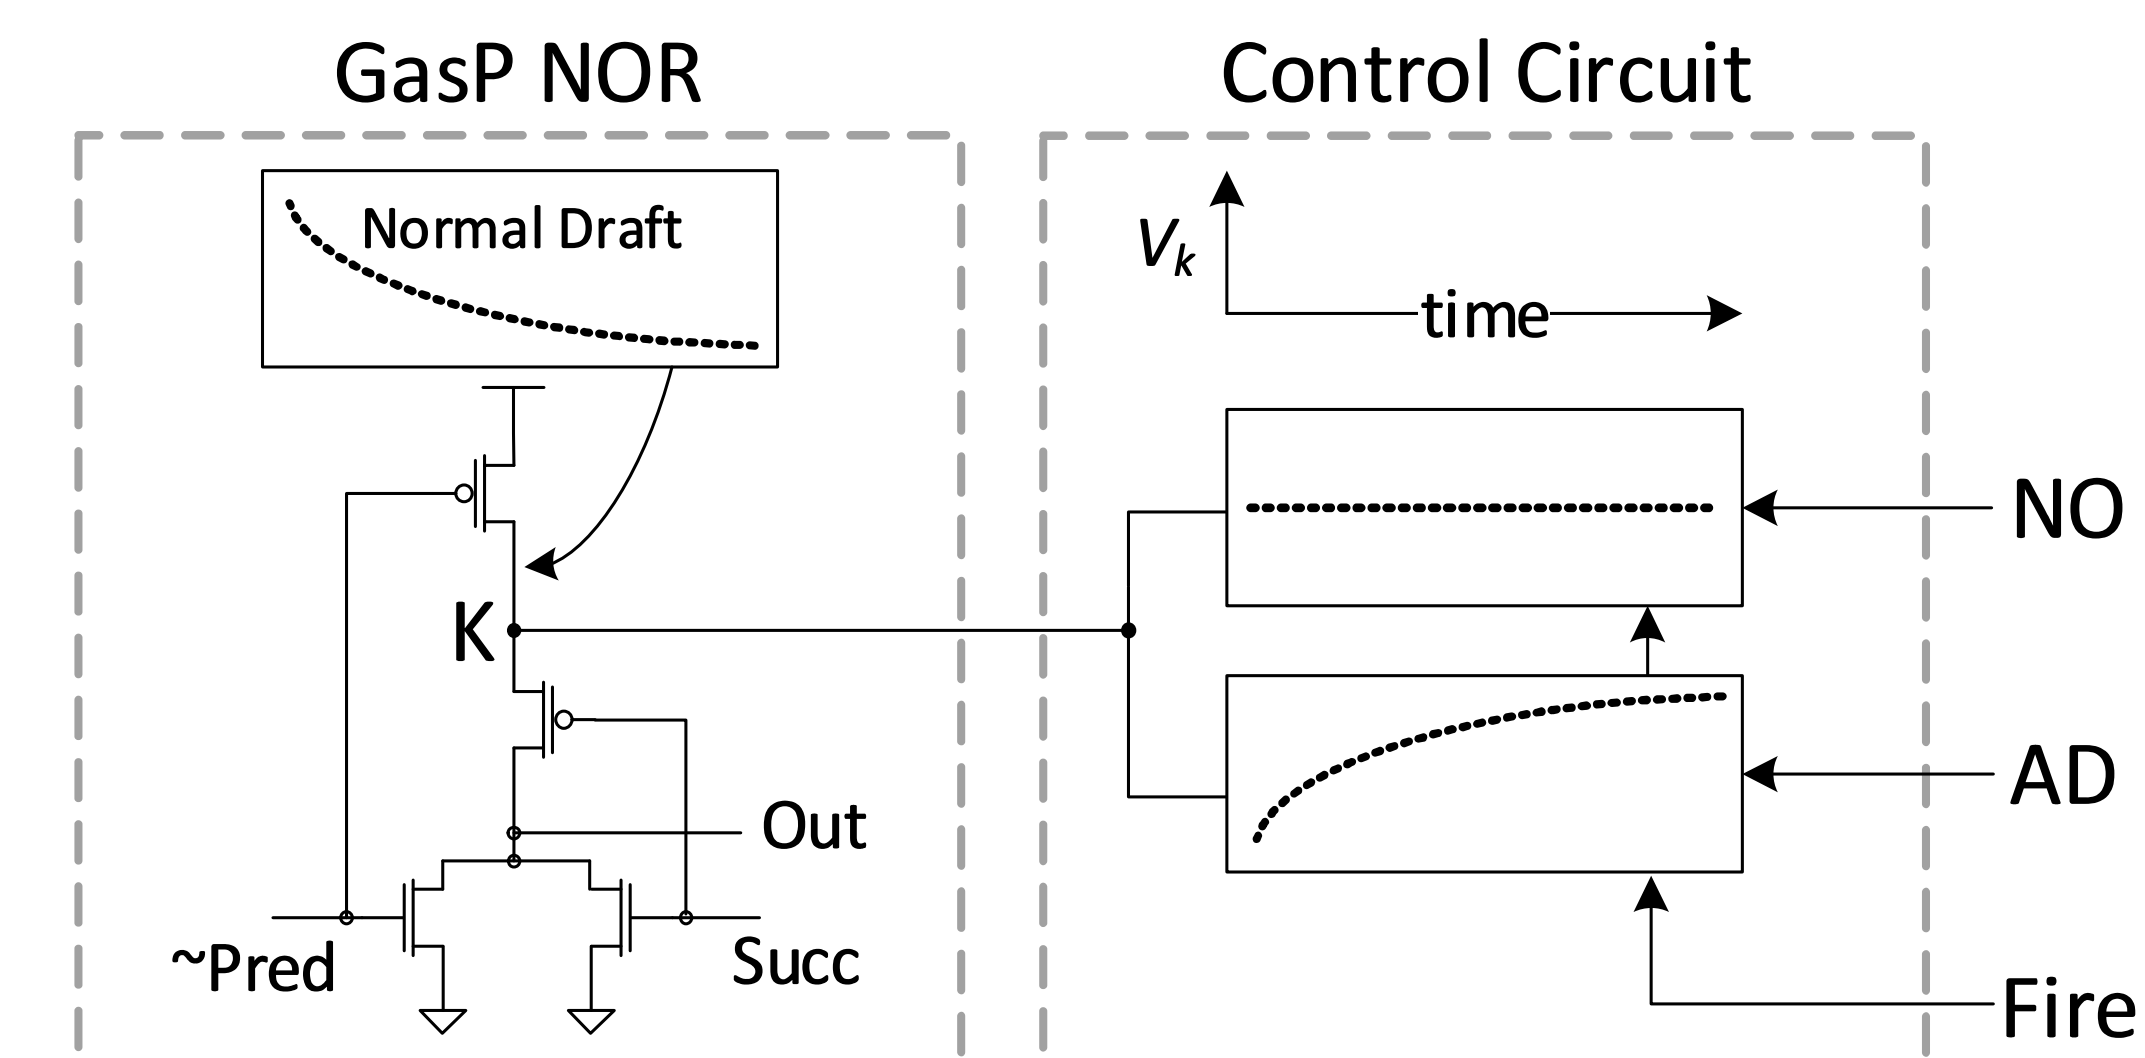 GasP NOR
Control Circuit
Normal Draft
Vk
time
NO
K
AD
Out
~Pred
Succ
Fire